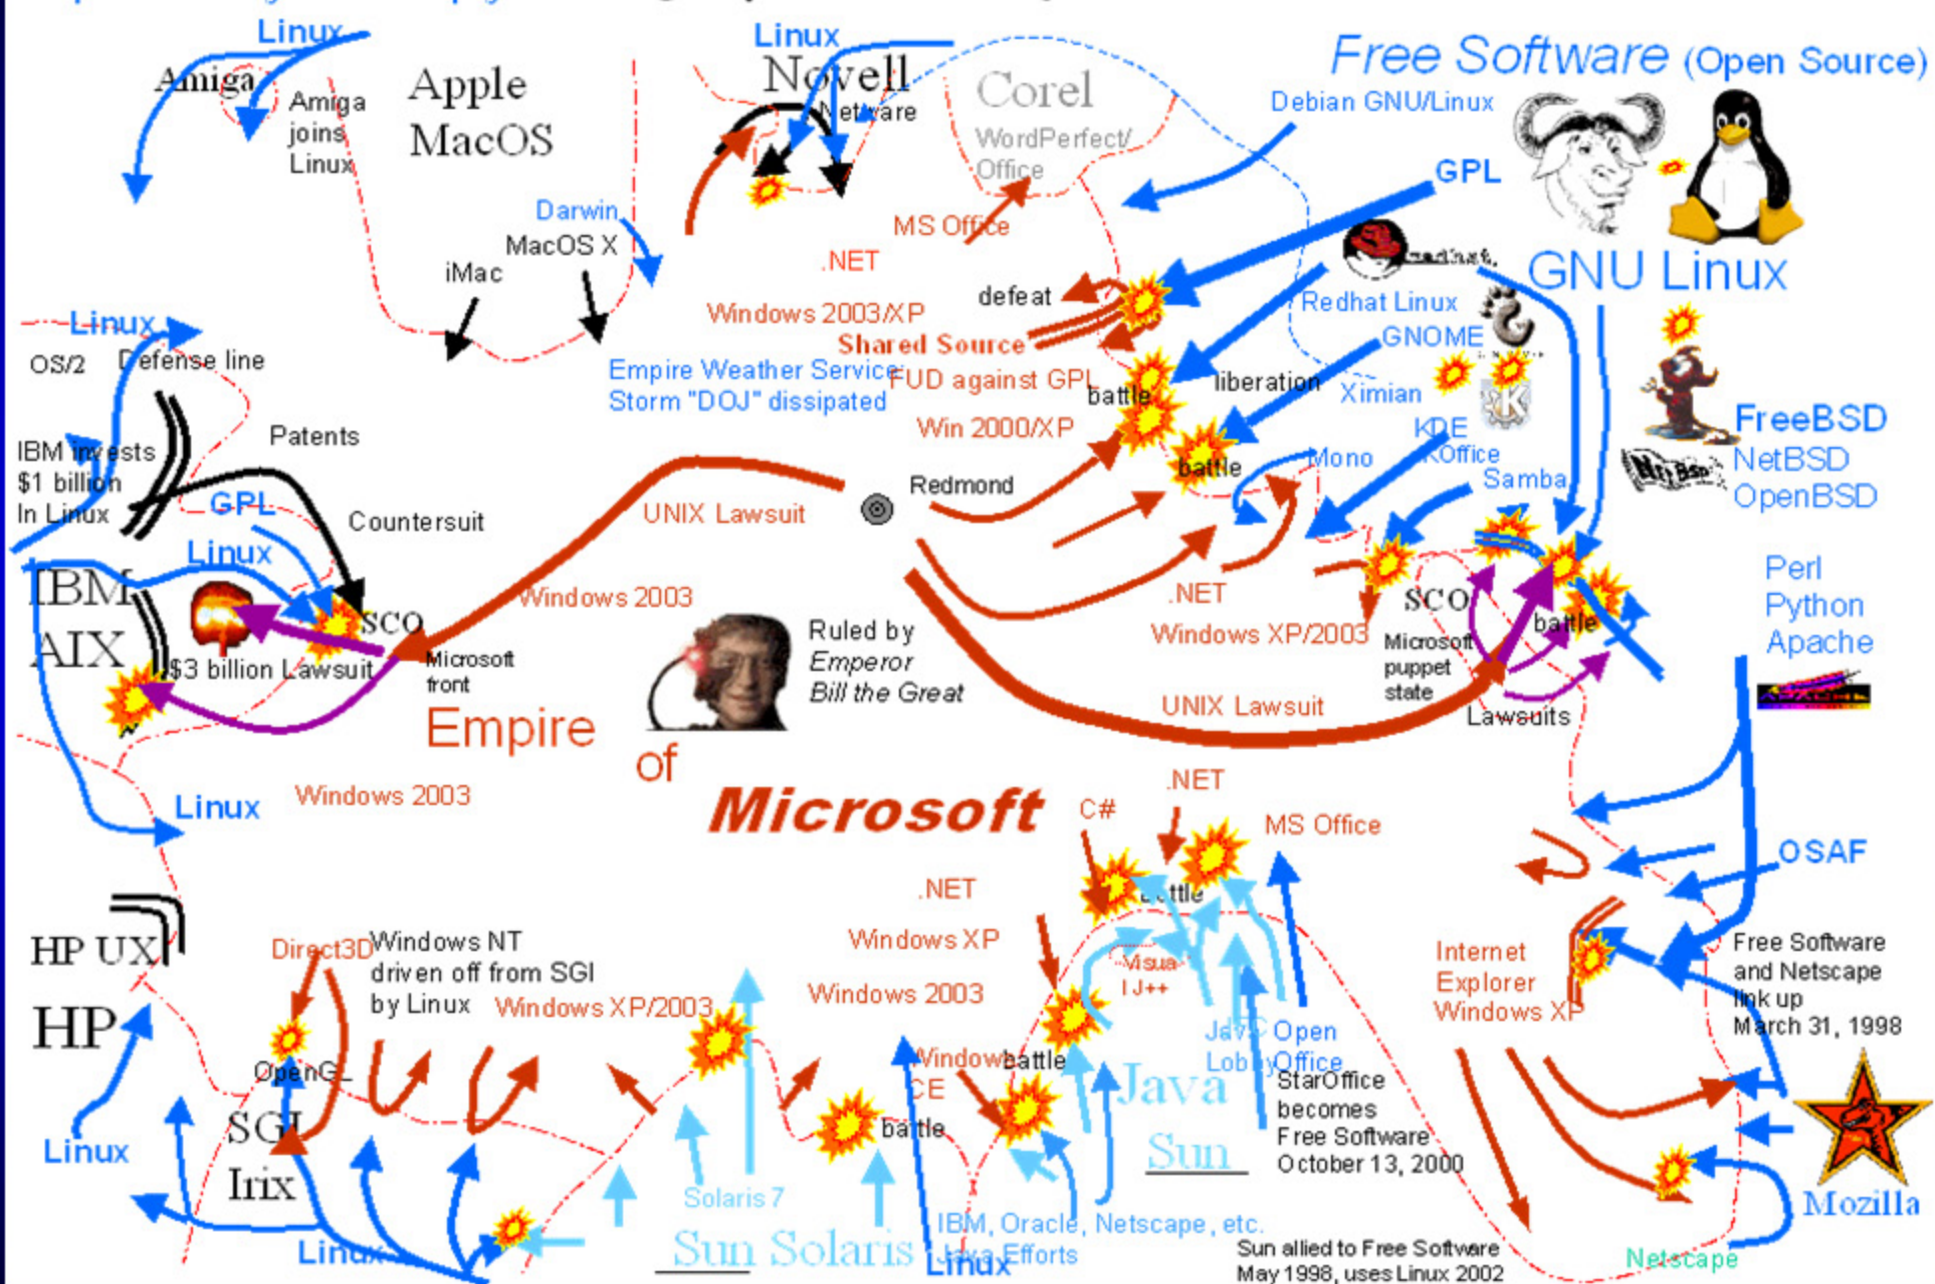 Linux
Linux
Free Software (Open Source)
Amiga
Amiga
joins
Linux
Apple
MacOS
Novell
Netware
Corel
WordPerfect/
Office
Debian GNU/Linux
GPL
Darwin
MacOS X
iMac
MS Office
.NET
defeat
redhat.
GNU Linux
Redhat Linux
Windows 2003/XP
Shared Source
GNOME
Linux
OS/2
Defense line
Empire Weather Service:
Storm "DOJ" dissipated
FUD against GPL
battle
liberation
Ximian
K
FreeBSD
NetBSD
NetBSD
OpenBSD
Patents
Win 2000/XP
KDE
KOffice
IBM invests
$1 billion
In Linux
battle
Mono
Samba
GPL
Countersuit
UNIX Lawsuit
Redmond
Linux
IBM
AIX
Windows 2003
.NET
Windows XP/2003
SCO
battle
Perl
Python
Apache
SCO
$3 billion Lawsuit
Microsoft
front
Ruled by
Emperor
Bill the Great
Microsoft
puppet
state
Lawsuits
UNIX Lawsuit
Empire
of
Microsoft
Linux
Windows 2003
.NET
C#
MS Office
OSAF
battle
.NET
HP UX
HP
Direct3D
Windows NT
driven off from SGI
by Linux
Windows XP/2003
Windows XP
Windows 2003
Visua
l J++
Internet
Explorer
Windows XP
Free Software
and Netscape
link up
March 31, 1998
Lobby
Open
Office
OpenGL
SGI
Irix
Windows
CE
battle
battle
Java
Sun
StarOffice
becomes
Free Software
October 13, 2000
Linux
Solaris 7
Sun Solaris
IBM, Oracle, Netscape, etc.
Java Efforts
Linux
Linux
Sun allied to Free Software
May 1998, uses Linux 2002
Netscape
Mozilla